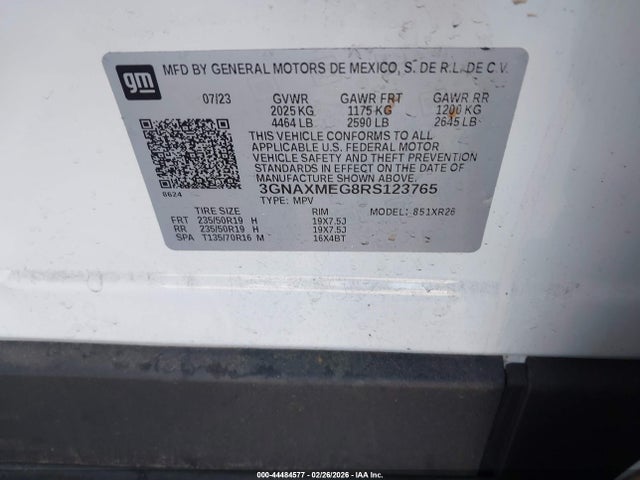 gm
MFD BY GENERAL MOTORS DE MEXICO, S. DE R.L. DE C.V.
07/23 GVWR GAWR FRT GAWR RR
2025 KG 1175 KG 1200 KG
4464 LB 2590 LB 2645 LB
THIS VEHICLE CONFORMS TO ALL
APPLICABLE U.S. FEDERAL MOTOR
VEHICLE SAFETY AND THEFT PREVENTION
STANDARDS IN EFFECT ON THE DATE OF
MANUFACTURE SHOWN ABOVE.
3GNAXMEG8RS123765
8624 TYPE: MPV
TIRE SIZE RIM MODEL: 851XR26
FRT 235/50R19 H 19X7.5J
RR 235/50R19 H 19X7.5J
SPA T135/70R16 M 16X4BT
000-44484577 - 02/26/2026 - IAA Inc.